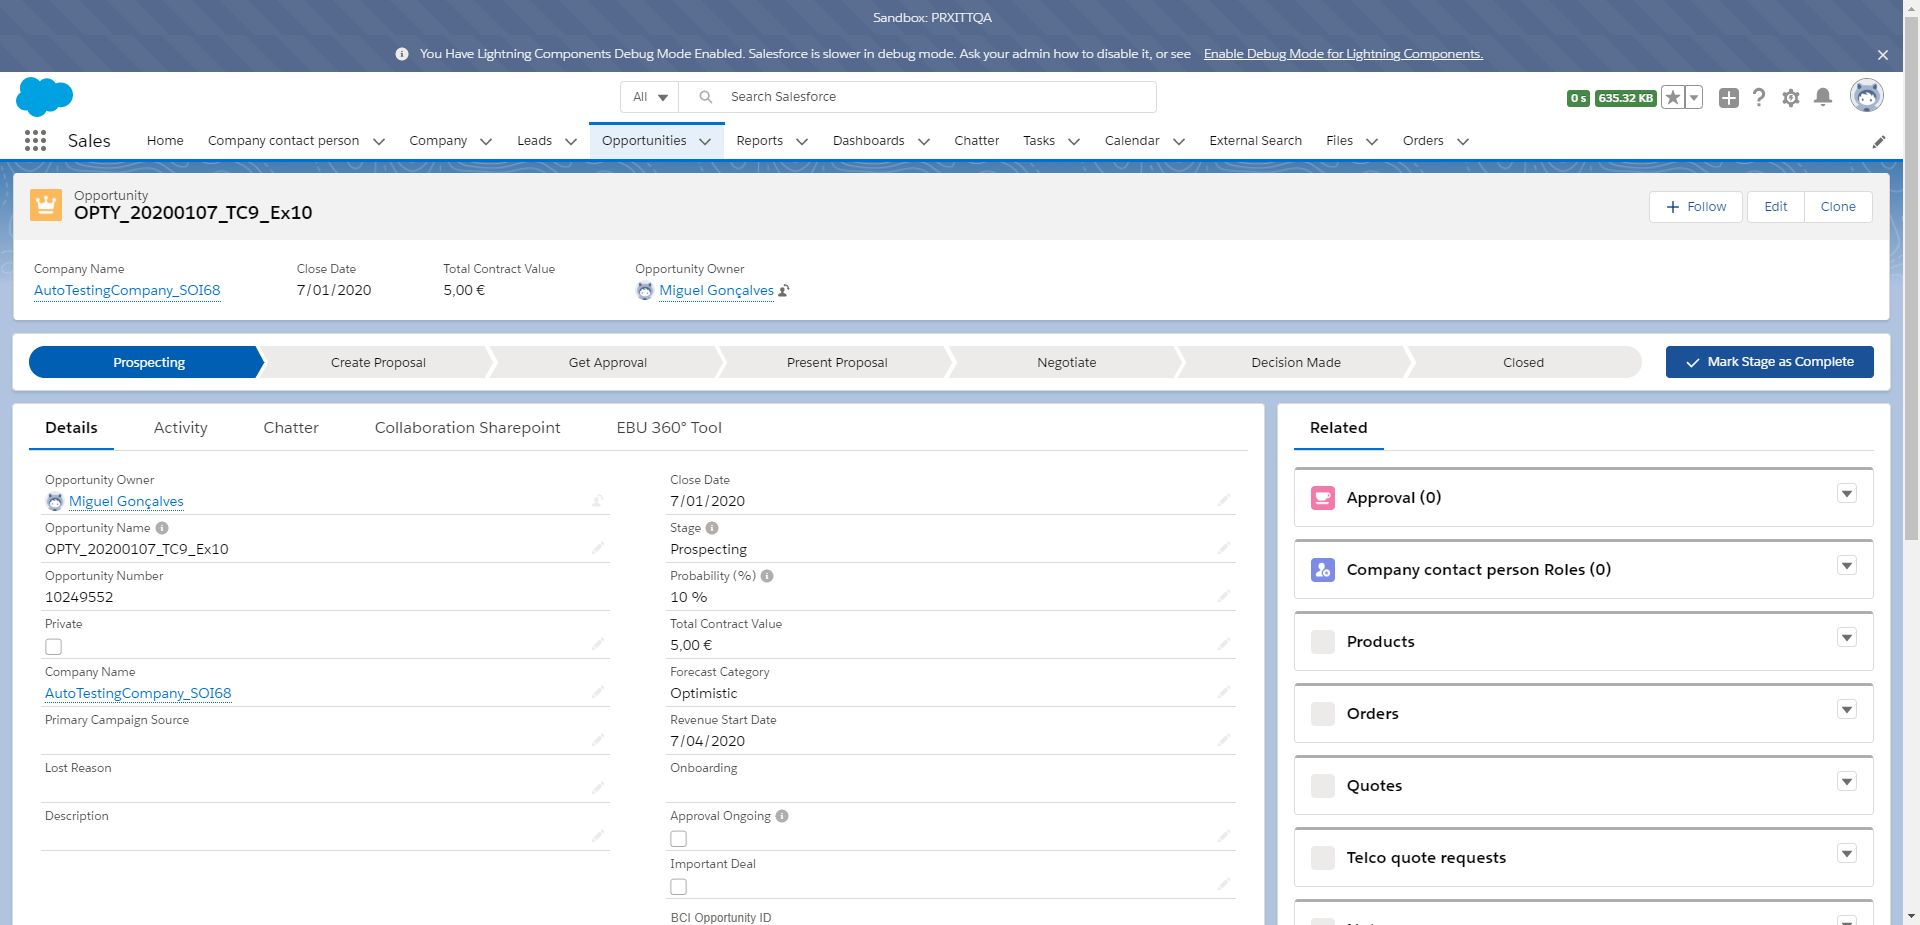 Sandbox: PRXITTQA
You Have Lightning Components Debug Mode Enabled. Salesforce is slower in debug mode. Ask your admin how to disable it, or see Enable Debug Mode for Lightning Components.
All Search Salesforce 0 s 635.32 KB
Sales Home Company contact person Company Leads Opportunities Reports Dashboards Chatter Tasks Calendar External Search Files Orders
Opportunity
OPTY_20200107_TC9_Ex10
Follow Edit Clone
Company Name Close Date Total Contract Value Opportunity Owner
AutoTestingCompany_SOI68 7/01/2020 5,00 € Miguel Gonçalves
Prospecting Create Proposal Get Approval Present Proposal Negotiate Decision Made Closed Mark Stage as Complete
Details Activity Chatter Collaboration Sharepoint EBU 360° Tool
Opportunity Owner
Miguel Gonçalves
Opportunity Name
OPTY_20200107_TC9_Ex10
Opportunity Number
10249552
Private
Company Name
AutoTestingCompany_SOI68
Primary Campaign Source
Lost Reason
Description
Close Date
7/01/2020
Stage
Prospecting
Probability (%)
10 %
Total Contract Value
5,00 €
Forecast Category
Optimistic
Revenue Start Date
7/04/2020
Onboarding
Approval Ongoing
Important Deal
BCI Opportunity ID
Related
Approval (0)
Company contact person Roles (0)
Products
Orders
Quotes
Telco quote requests